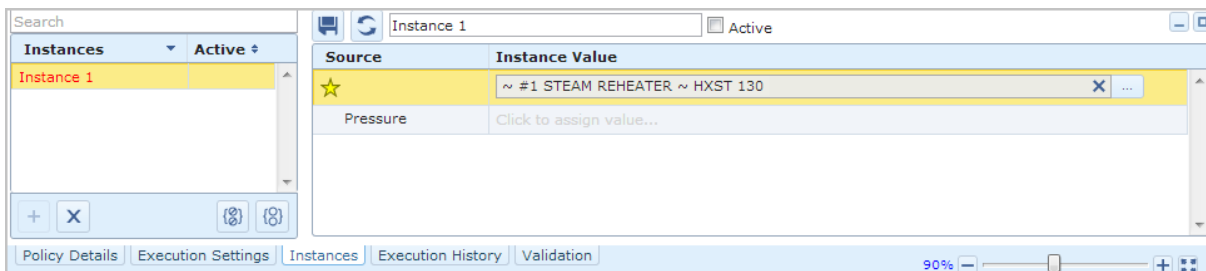 Search
Instances Active
Instance 1
Instance 1
Active
Source Instance Value
~ #1 STEAM REHEATER ~ HXST 130 ...
Pressure Click to assign value...
Policy Details Execution Settings Instances Execution History Validation
90%